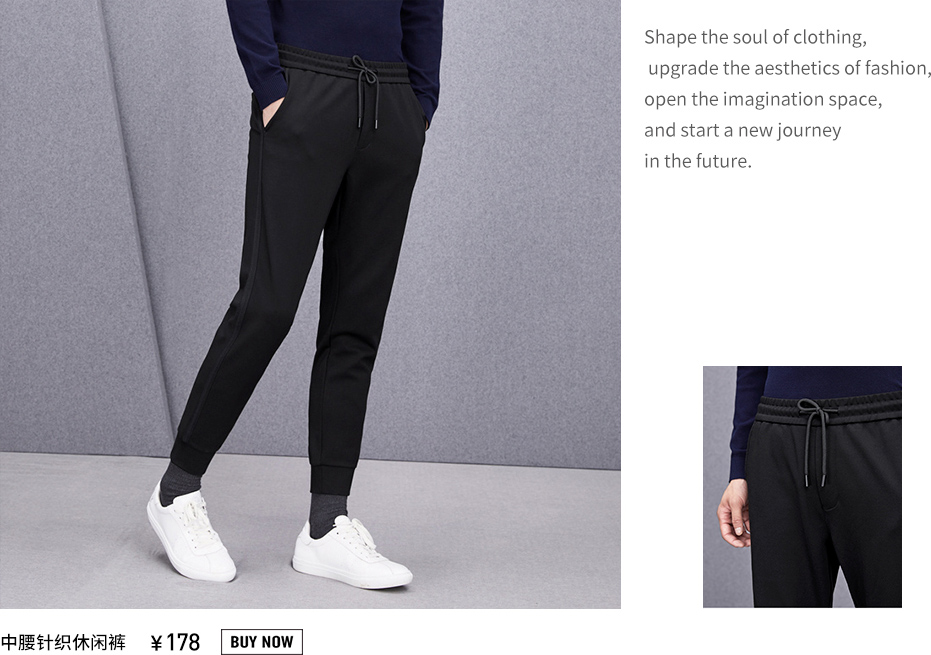 Shape the soul of clothing,
upgrade the aesthetics of fashion,
open the imagination space,
and start a new journey
in the future.
中腰针织休闲裤 ¥178 BUY NOW